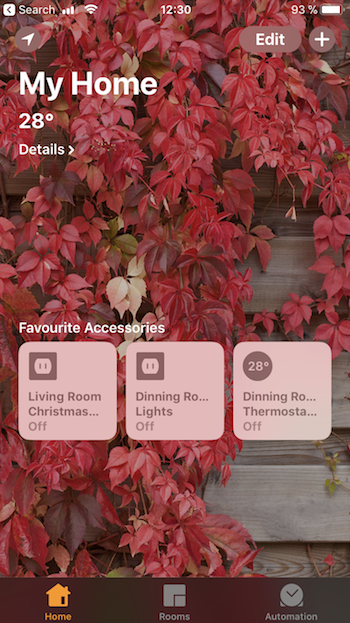 Search 12:30 93 %
Edit
My Home
28°
Details
Favourite Accessories
28°
Living Room
Christmas...
Off
Dinning Ro...
Lights
Off
Dinning Ro...
Thermosta...
Off
Home Rooms Automation